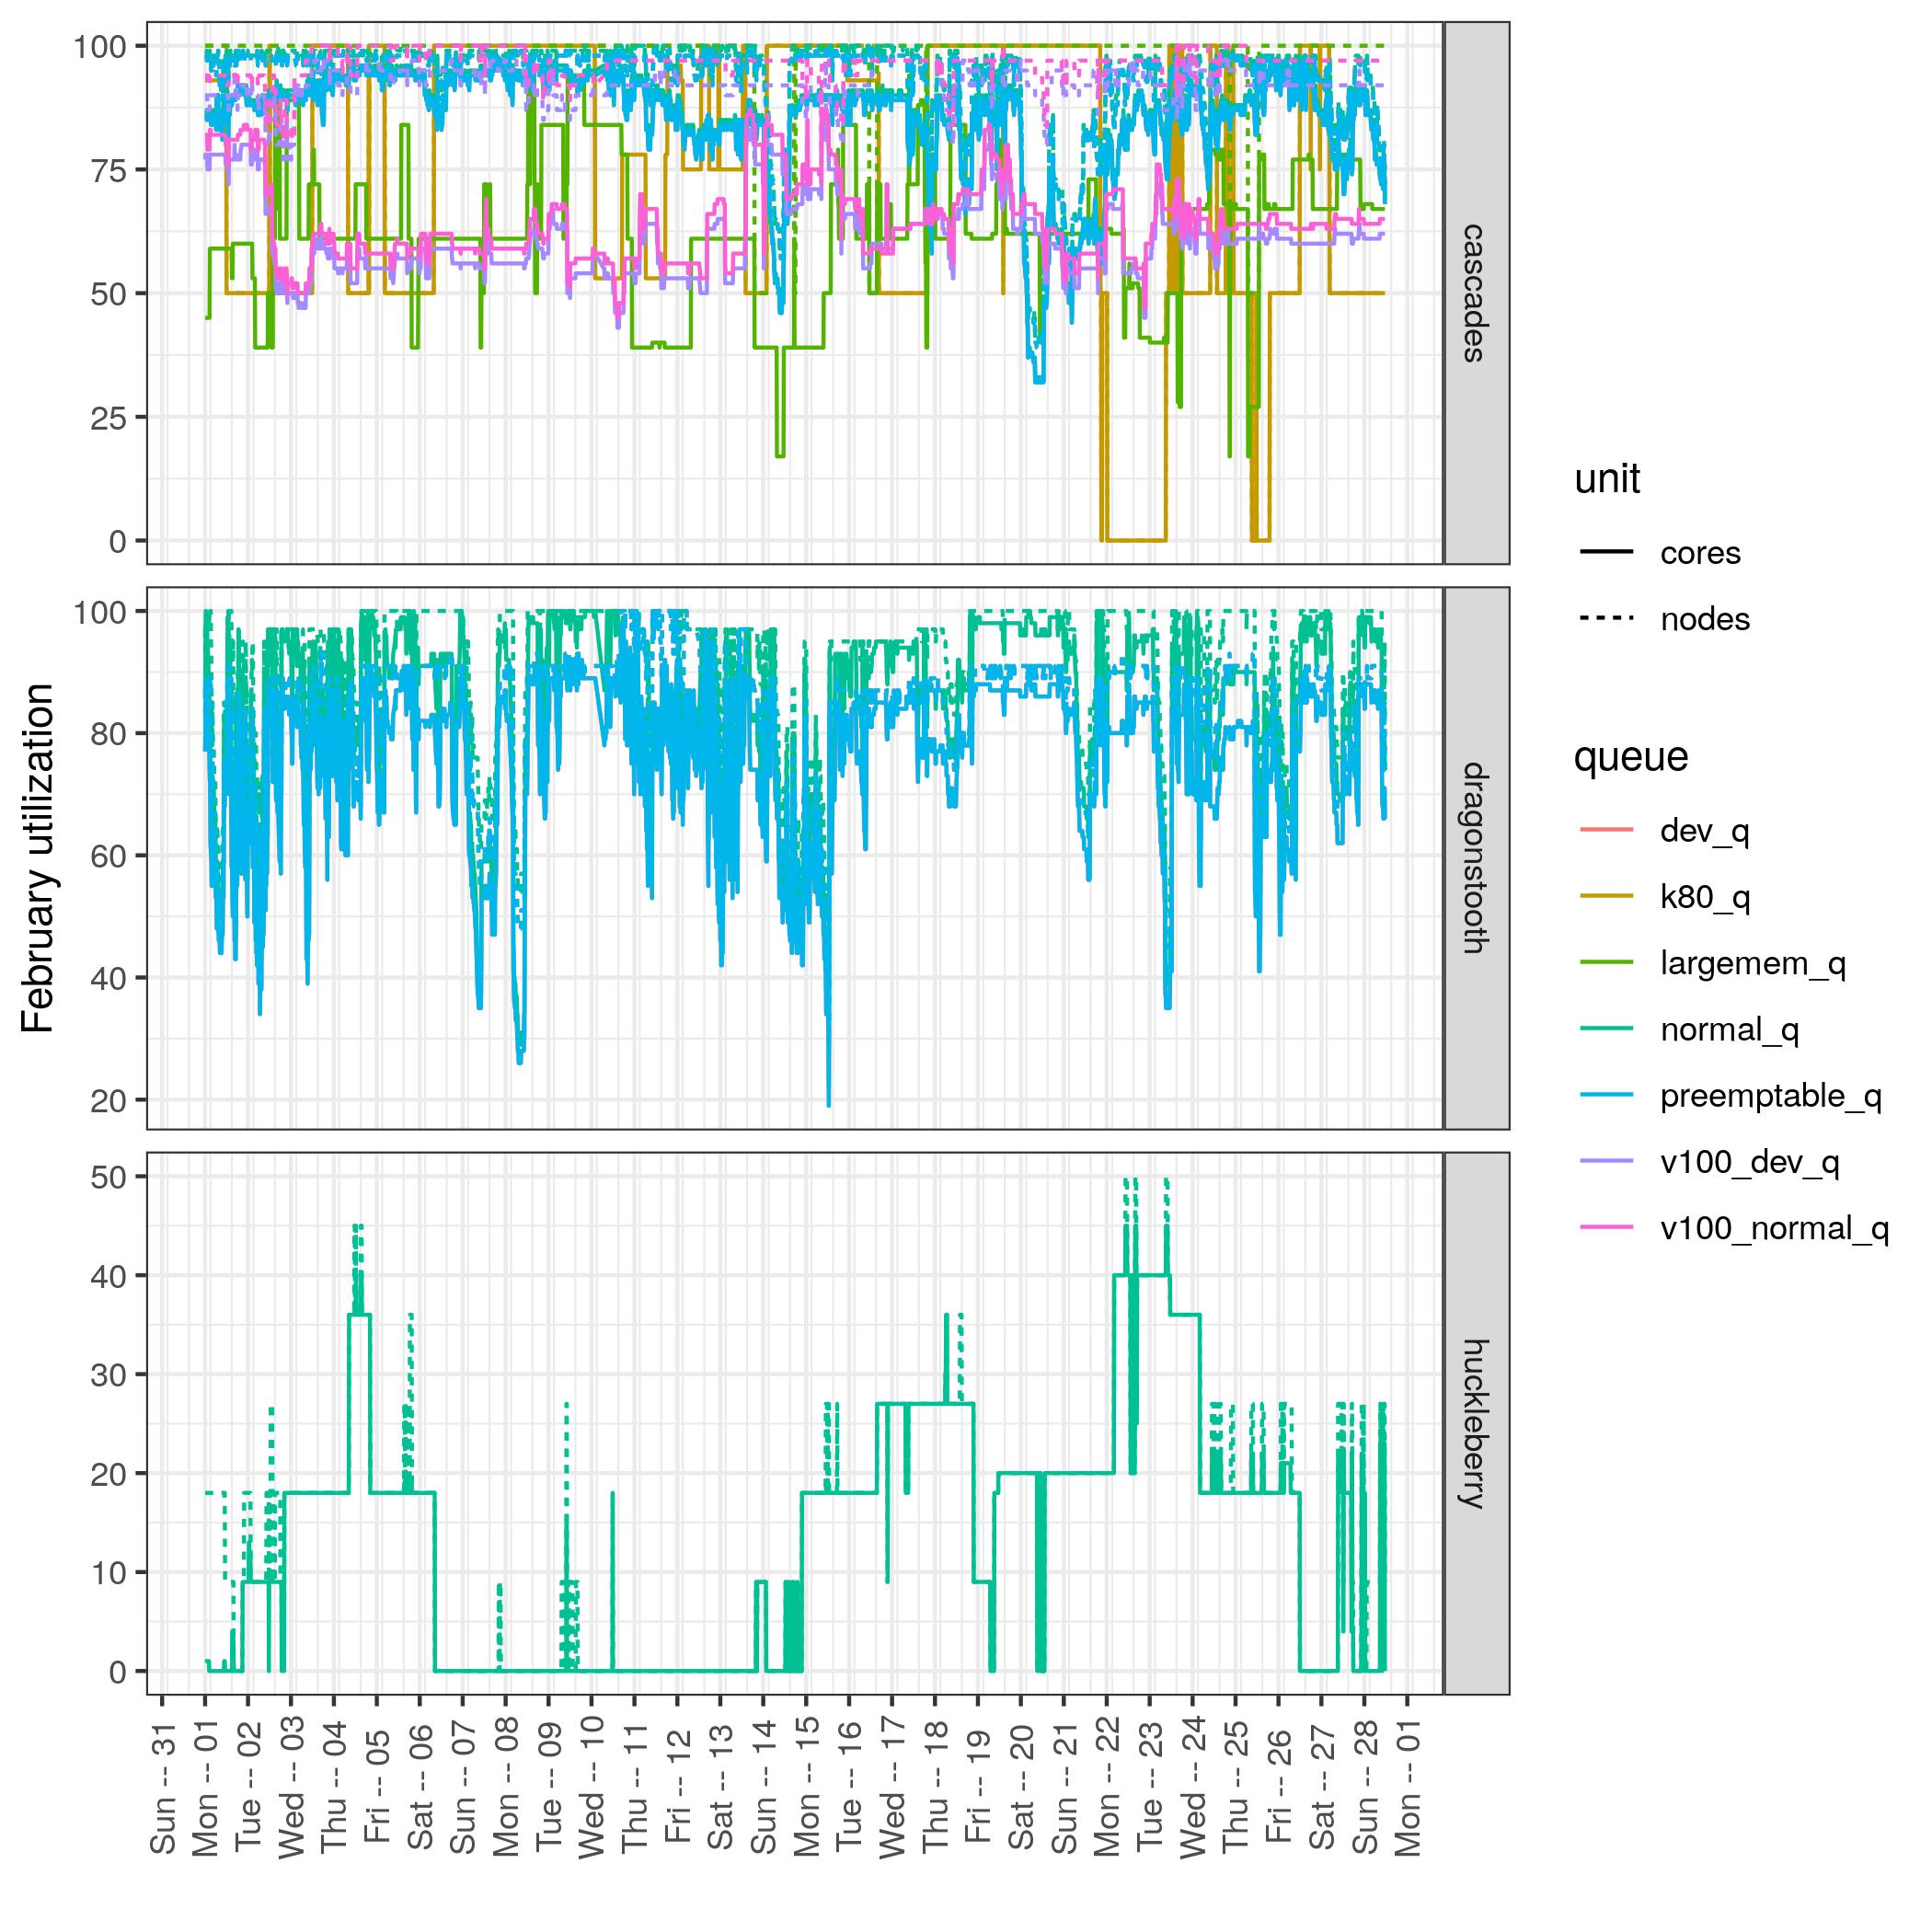 February utilization
100
75
50
25
0
cascades
100
80
60
40
20
dragonstooth
50
40
30
20
10
0
huckleberry
Sun -- 31
Mon -- 01
Tue -- 02
Wed -- 03
Thu -- 04
Fri -- 05
Sat -- 06
Sun -- 07
Mon -- 08
Tue -- 09
Wed -- 10
Thu -- 11
Fri -- 12
Sat -- 13
Sun -- 14
Mon -- 15
Tue -- 16
Wed -- 17
Thu -- 18
Fri -- 19
Sat -- 20
Sun -- 21
Mon -- 22
Tue -- 23
Wed -- 24
Thu -- 25
Fri -- 26
Sat -- 27
Sun -- 28
Mon -- 01
unit
cores
nodes
queue
dev_q
k80_q
largemem_q
normal_q
preemptable_q
v100_dev_q
v100_normal_q